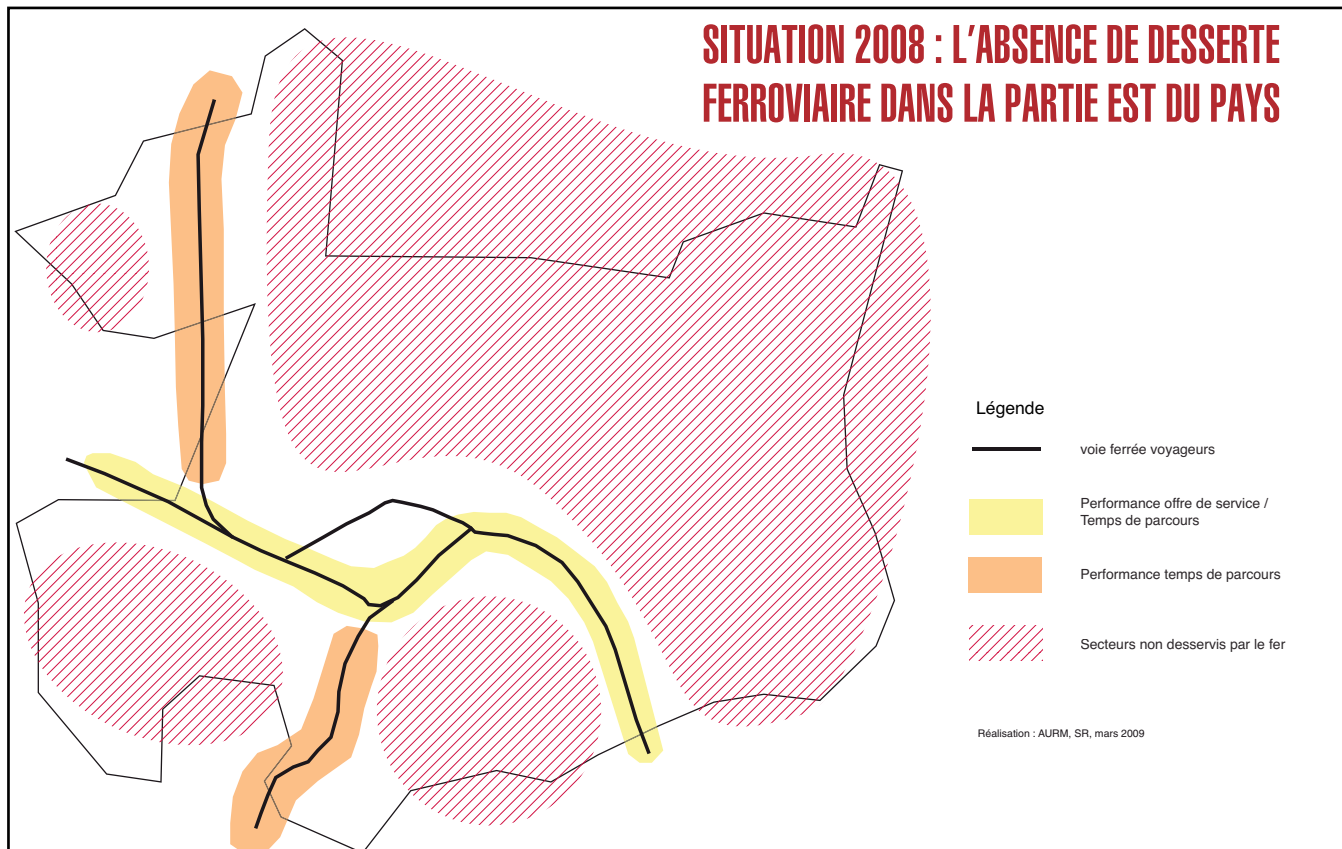 SITUATION 2008 : L'ABSENCE DE DESSERTE
FERROVIAIRE DANS LA PARTIE EST DU PAYS
Légende
voie ferrée voyageurs
Performance offre de service /
Temps de parcours
Performance temps de parcours
Secteurs non desservis par le fer
Réalisation : AURM, SR, mars 2009